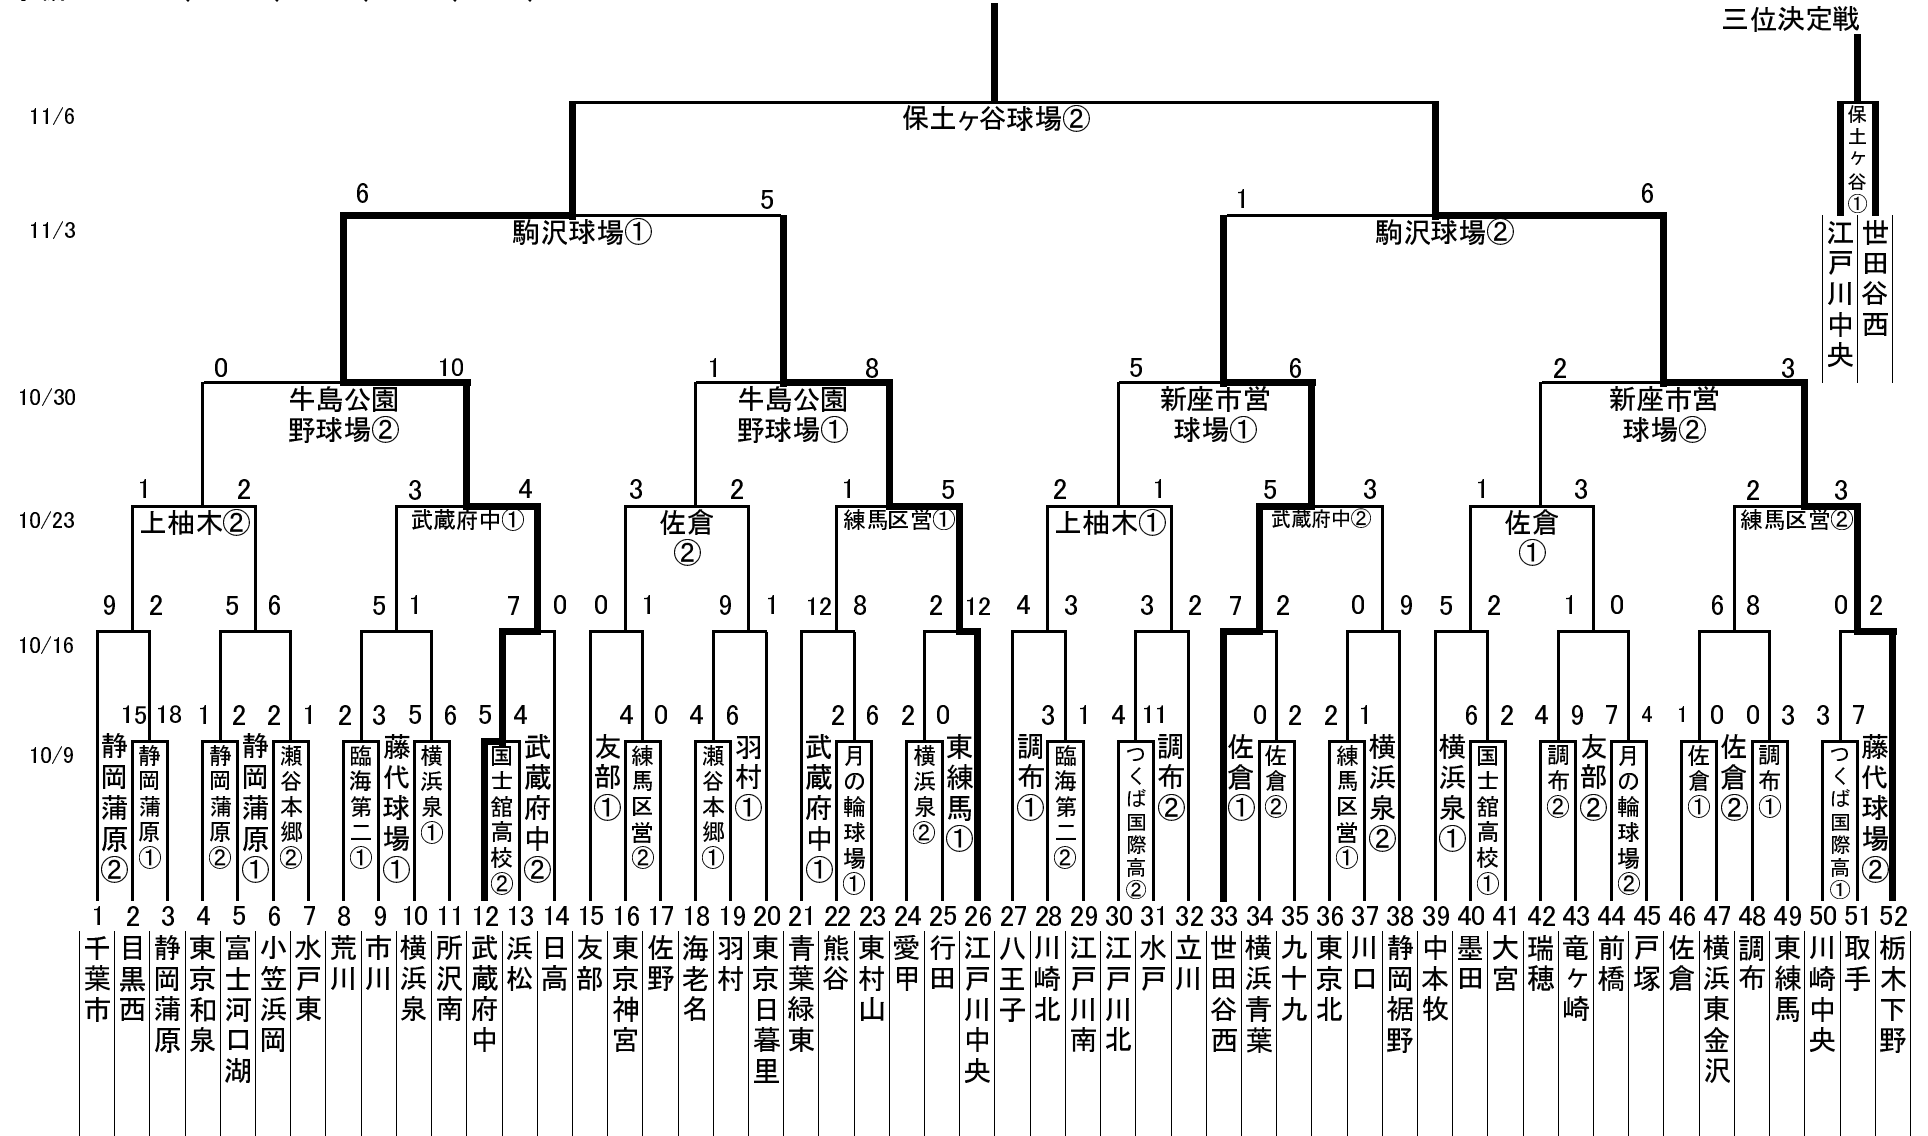 三位決定戦
11/6
保土ヶ谷球場②
保土ヶ谷①
6 5 1 6
11/3
駒沢球場① 駒沢球場②
江戸川中央
世田谷西
0 10 1 8 5 6 2 3
10/30
牛島公園
野球場②
牛島公園
野球場①
新座市営
球場①
新座市営
球場②
1 2 3 4 3 2 1 5 2 1 5 3 1 3 2 3
10/23
上柚木②
武蔵府中①
佐倉
②
練馬区営①
上柚木①
武蔵府中②
佐倉
①
練馬区営②
9 2 5 6 5 1 7 0 0 1 9 1 12 8 2 12 4 3 3 2 7 2 0 9 5 2 1 0 6 8 0 2
10/16
15 18 1 2 2 1 2 3 5 6 5 4 4 0 4 6 2 6 2 0 3 1 4 11 0 2 2 1 6 2 4 9 7 4 1 0 0 3 3 7
10/9
静岡蒲原②
静岡蒲原①
静岡蒲原②
静岡蒲原①
瀬谷本郷②
臨海第二①
藤代球場①
横浜泉①
国士舘高校②
武蔵府中②
友部①
練馬区営②
瀬谷本郷①
羽村①
武蔵府中①
月の輪球場①
横浜泉②
東練馬①
調布①
臨海第二②
つくば国際高②
調布②
佐倉①
佐倉②
練馬区営①
横浜泉②
横浜泉①
国士舘高校①
調布②
友部②
月の輪球場②
佐倉①
佐倉②
調布①
つくば国際高①
藤代球場②
1 2 3 4 5 6 7 8 9 10 11 12 13 14 15 16 17 18 19 20 21 22 23 24 25 26 27 28 29 30 31 32 33 34 35 36 37 38 39 40 41 42 43 44 45 46 47 48 49 50 51 52
千葉市
目黒西
静岡蒲原
東京和泉
富士河口湖
小笠浜岡
水戸東
荒川
市川
横浜泉
所沢南
武蔵府中
浜松
日高
友部
東京神宮
佐野
海老名
羽村
東京日暮里
青葉緑東
熊谷
東村山
愛甲
行田
江戸川中央
八王子
川崎北
江戸川南
江戸川北
水戸
立川
世田谷西
横浜青葉
九十九
東京北
川口
静岡裾野
中本牧
墨田
大宮
瑞穂
竜ヶ崎
前橋
戸塚
佐倉
横浜東金沢
調布
東練馬
川崎中央
取手
栃木下野